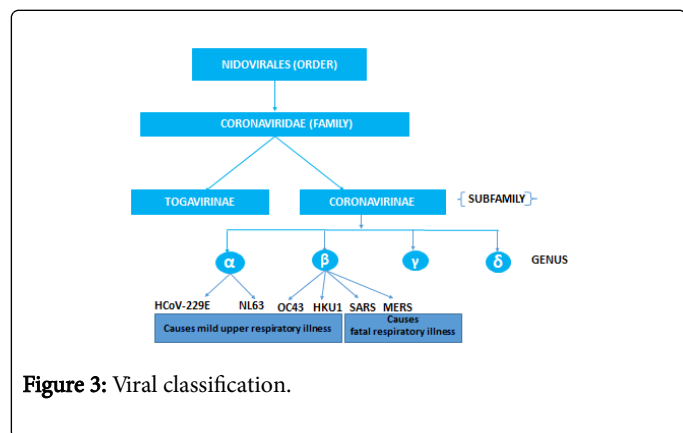 NIDOVIRALES (ORDER)
CORONAVIRIDAE (FAMILY)
TOGAVIRINAE
CORONAVIRINAE
SUBFAMILY
α
β
γ
δ
GENUS
HCoV-229E
NL63
OC43
HKU1
SARS
MERS
Causes mild upper respiratory illness
Causes
fatal respiratory illness
Figure 3: Viral classification.